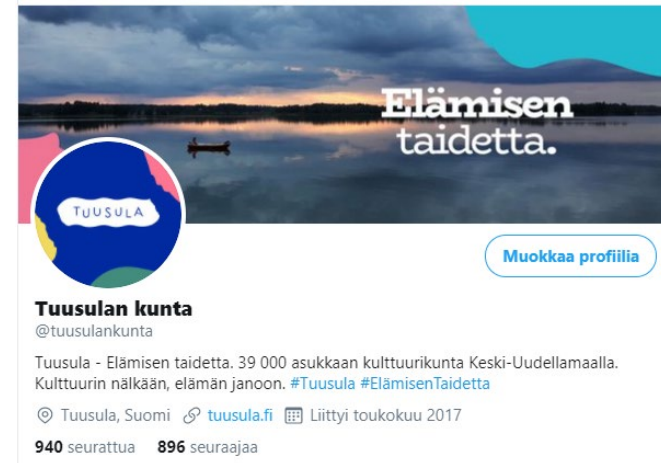 Elämisen
taidetta.
TUUSULA
Muokkaa profiilia
Tuusulan kunta
@tuusulankunta
Tuusula - Elämisen taidetta. 39 000 asukkaan kulttuurikunta Keski-Uudellamaalla.
Kulttuurin nälkään, elämän janoon. #Tuusula #ElämisenTaidetta
Tuusula, Suomi tuusula.fi Liittyi toukokuu 2017
940 seurattua 896 seuraajaa